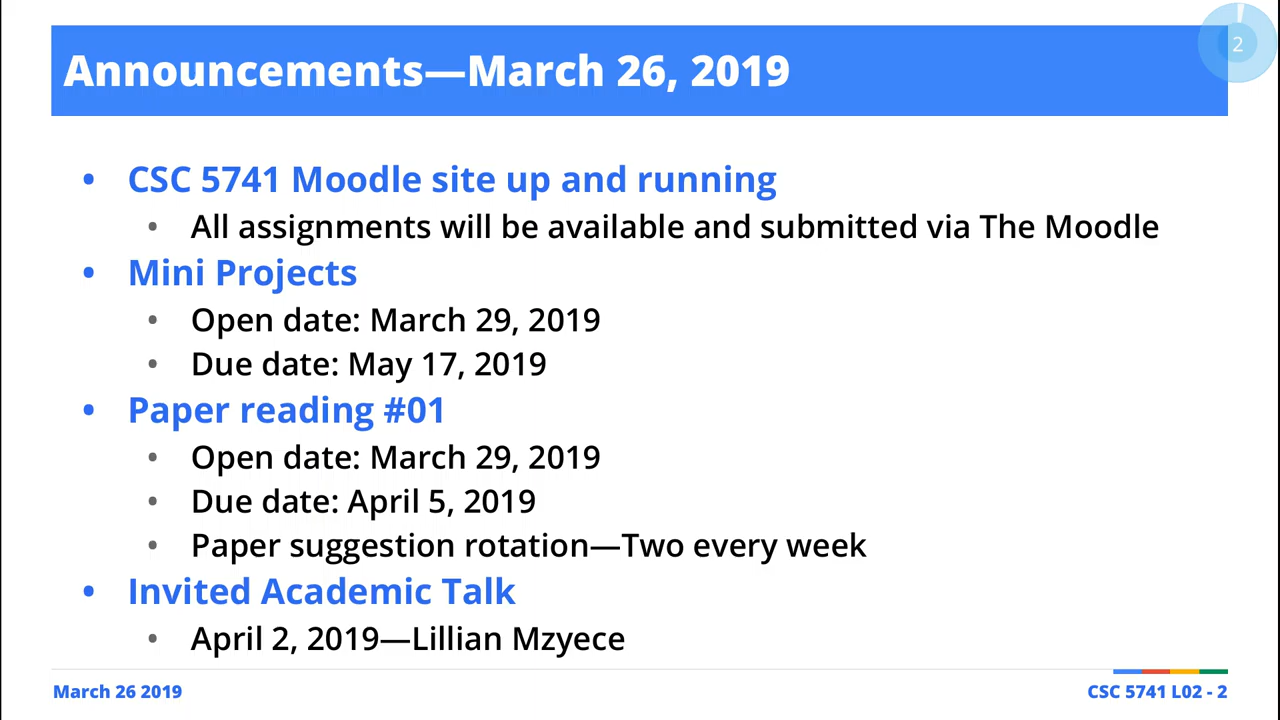 Announcements—March 26, 2019
2
• CSC 5741 Moodle site up and running
• All assignments will be available and submitted via The Moodle
• Mini Projects
• Open date: March 29, 2019
• Due date: May 17, 2019
• Paper reading #01
• Open date: March 29, 2019
• Due date: April 5, 2019
• Paper suggestion rotation—Two every week
• Invited Academic Talk
• April 2, 2019—Lillian Mzyece
March 26 2019
CSC 5741 L02 - 2